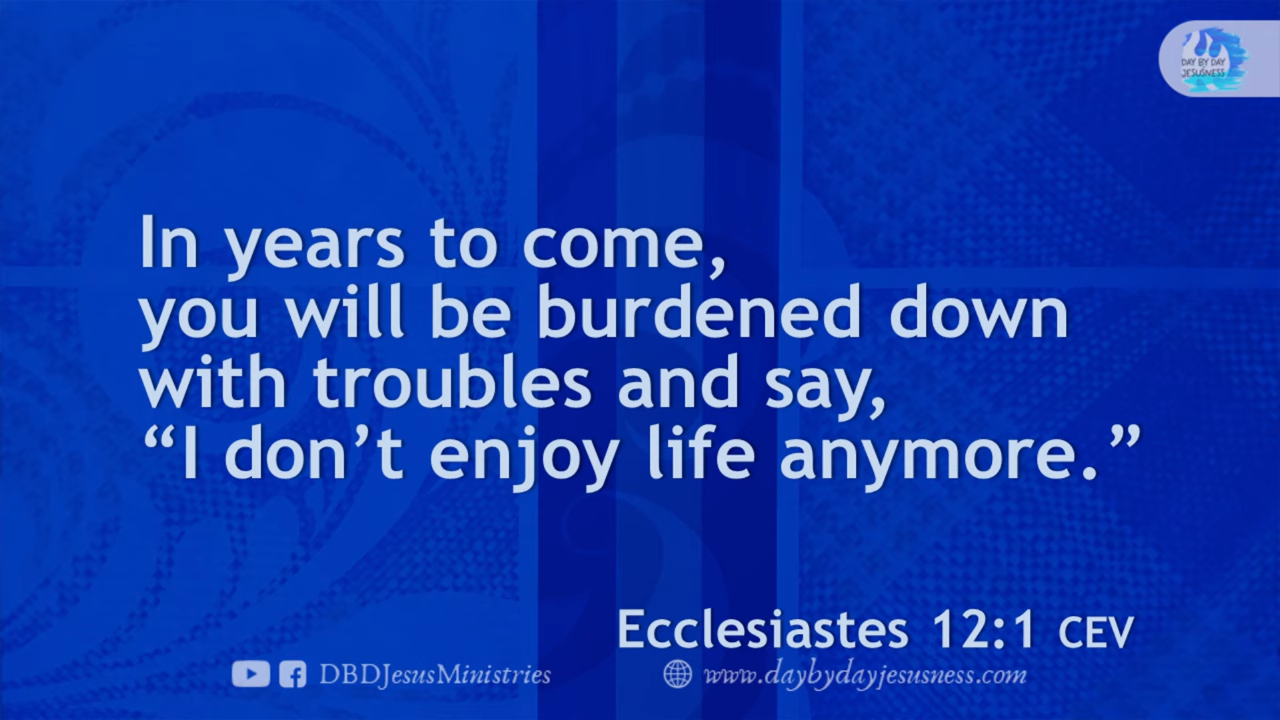 DAY BY DAY
JESUSNESS
In years to come,
you will be burdened down
with troubles and say,
“I don’t enjoy life anymore.”
Ecclesiastes 12:1 CEV
DBDJesusMinistries
www.daybydayjesusness.com